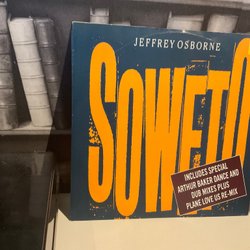 JEFFREY OSBORNE
SOWETO
INCLUDES SPECIAL
ARTHUR BAKER DANCE AND
DUB MIXES PLUS
PLANE LOVE US RE-MIX